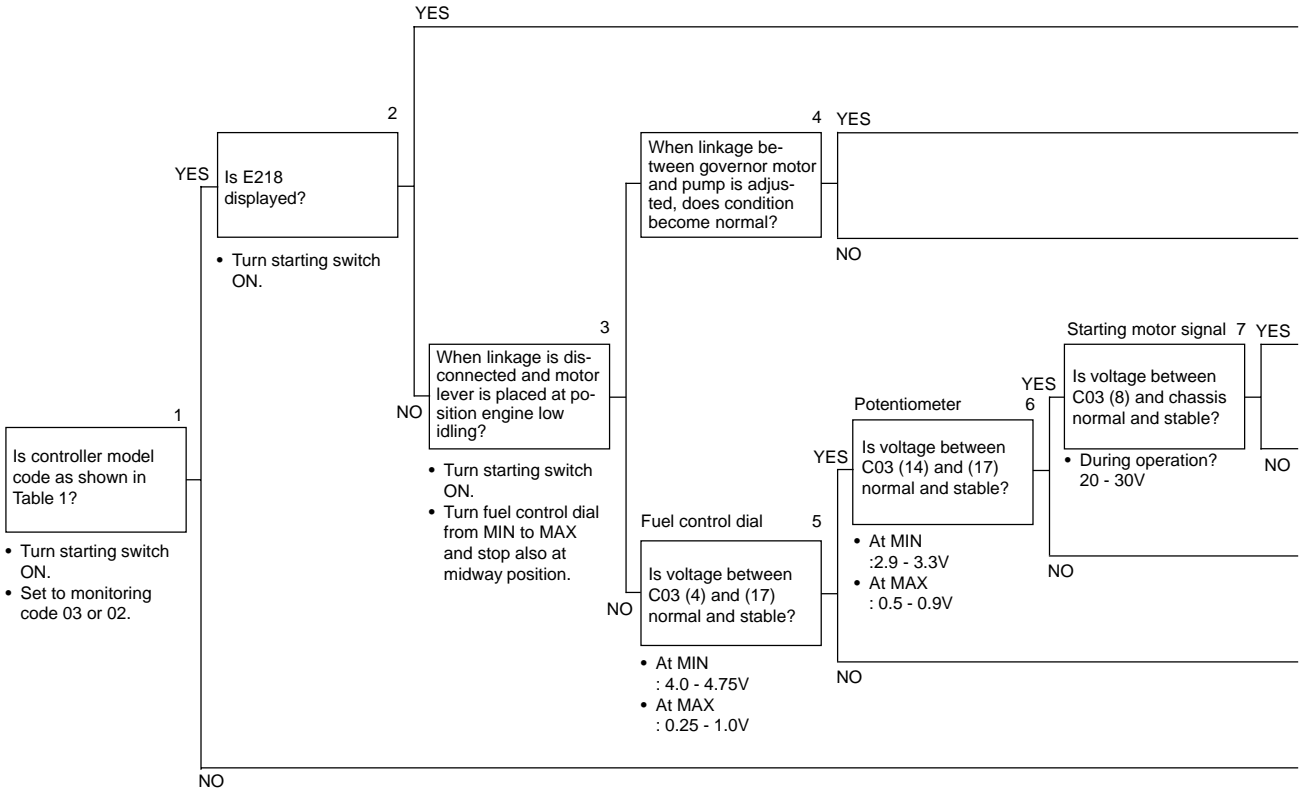 YES
2
YES
Is E218
displayed?
• Turn starting switch
ON.
4
YES
When linkage be-
tween governor motor
and pump is adjus-
ted, does condition
become normal?
NO
3
When linkage is dis-
connected and motor
lever is placed at po-
sition engine low
idling?
NO
• Turn starting switch
ON.
• Turn fuel control dial
from MIN to MAX
and stop also at
midway position.
1
Is controller model
code as shown in
Table 1?
• Turn starting switch
ON.
• Set to monitoring
code 03 or 02.
Fuel control dial
5
Is voltage between
C03 (4) and (17)
normal and stable?
NO
• At MIN
: 4.0 - 4.75V
• At MAX
: 0.25 - 1.0V
Potentiometer
6
YES
Is voltage between
C03 (14) and (17)
normal and stable?
• At MIN
:2.9 - 3.3V
• At MAX
: 0.5 - 0.9V
NO
Starting motor signal
7
YES
YES
Is voltage between
C03 (8) and chassis
normal and stable?
• During operation?
20 - 30V
NO
NO
NO